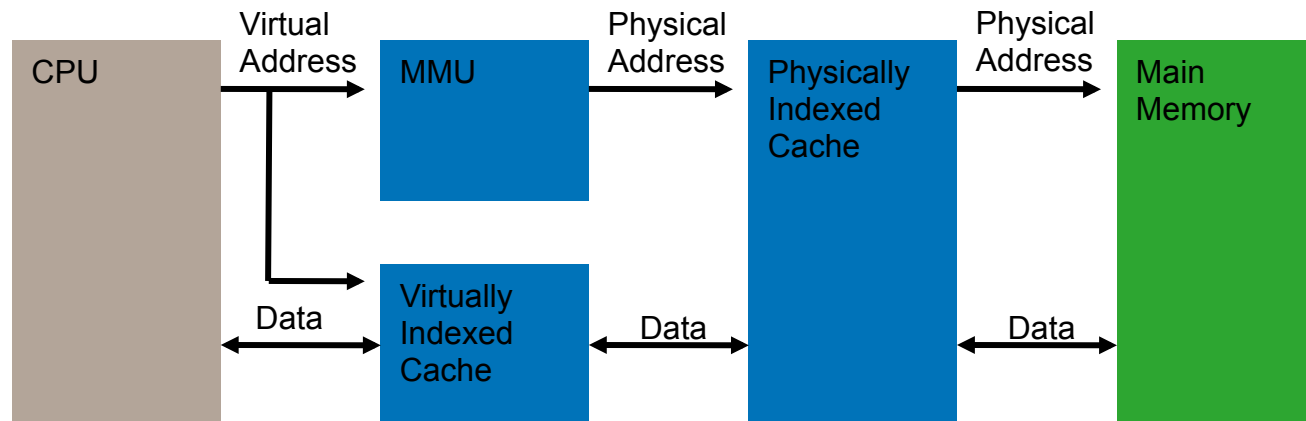 CPU
Virtual
Address
MMU
Physical
Address
Physically
Indexed
Cache
Physical
Address
Main
Memory
Data
Virtually
Indexed
Cache
Data
Data